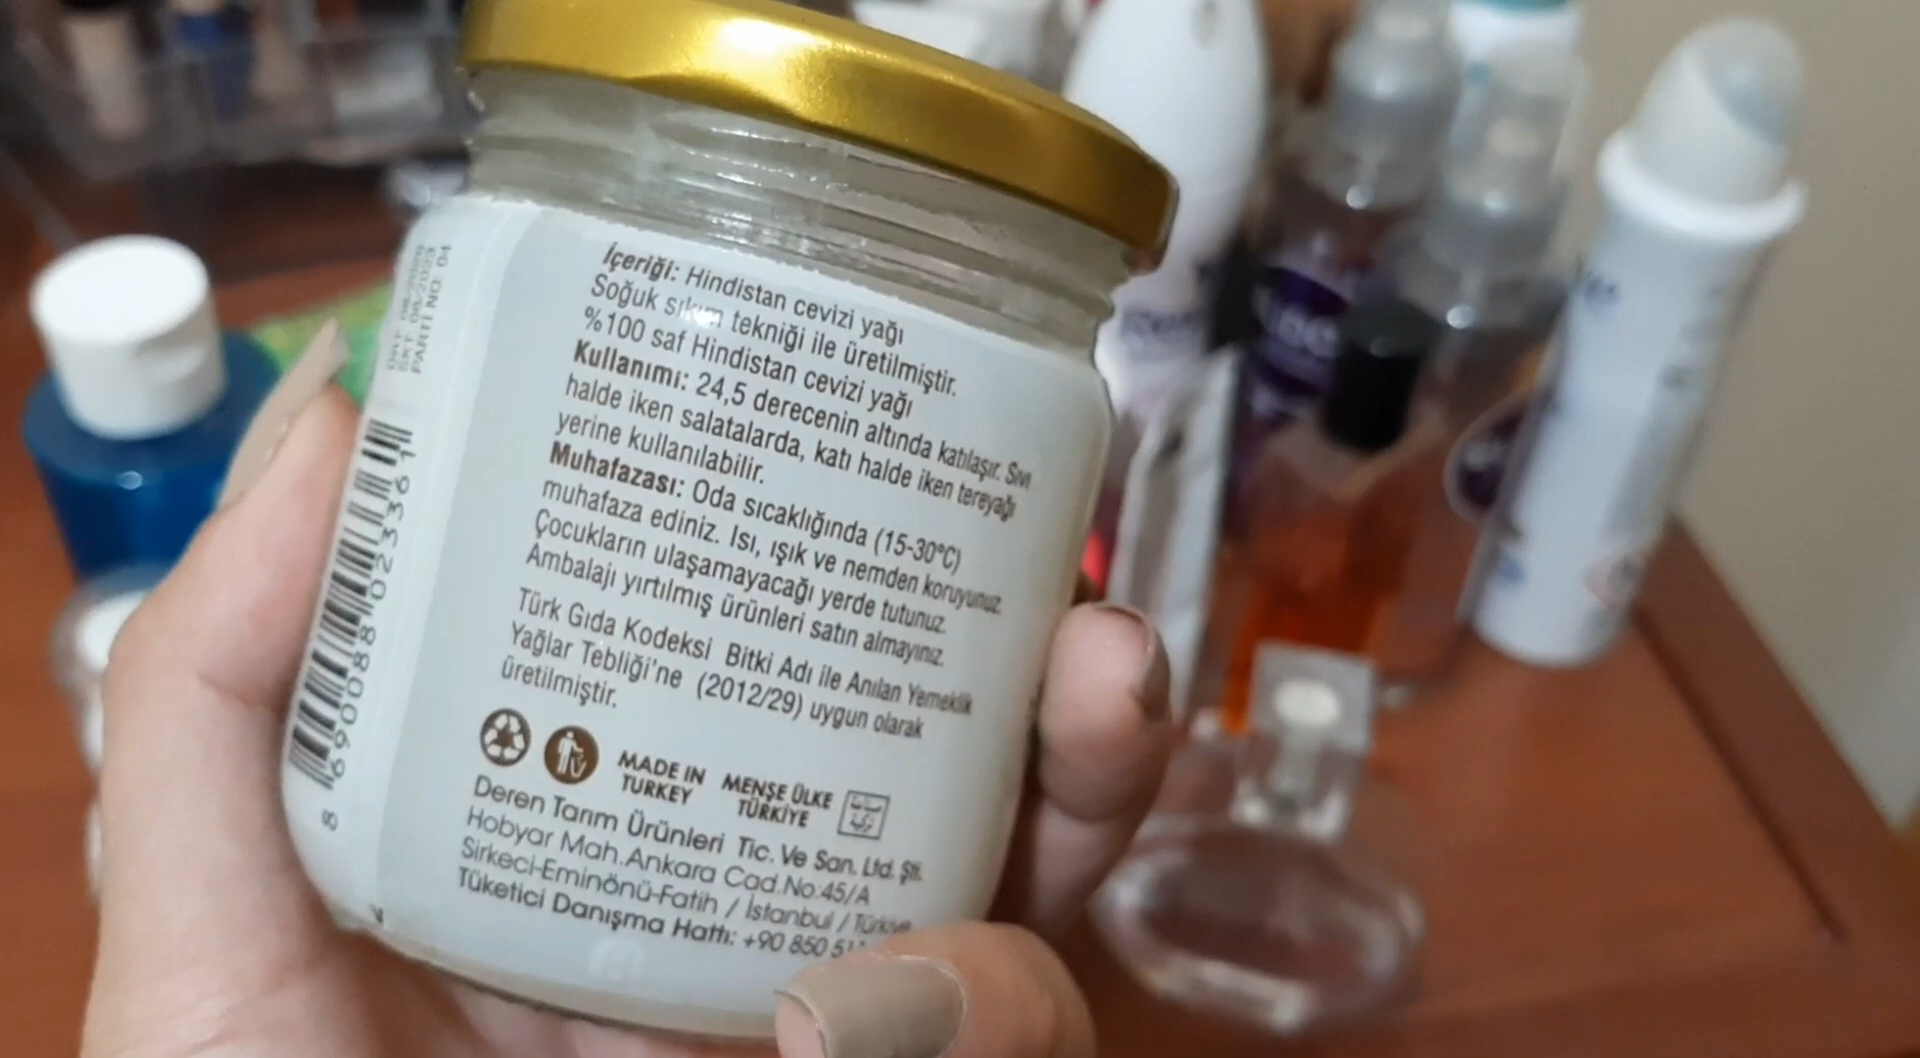 İçeriği: Hindistan cevizi yağı
Soğuk sıkım tekniği ile üretilmiştir.
%100 saf Hindistan cevizi yağı
Kullanımı: 24,5 derecenin altında katılaşır. Sıvı
halde iken salatalarda, katı halde iken tereyağı
yerine kullanılabilir.
Muhafazası: Oda sıcaklığında (15-30°C)
muhafaza ediniz. Isı, ışık ve nemden koruyunuz.
Çocukların ulaşamayacağı yerde tutunuz.
Ambalajı yırtılmış ürünleri satın almayınız.
Türk Gıda Kodeksi Bitki Adı ile Anılan Yemeklik
Yağlar Tebliği'ne (2012/29) uygun olarak
üretilmiştir.
MADE IN
TURKEY
MENŞE ÜLKE
TÜRKİYE
Deren Tarım Ürünleri Tic. Ve San. Ltd. Şti.
Hobyar Mah.Ankara Cad.No:45/A
Sirkeci-Eminönü-Fatih / İstanbul / Türkiye
Tüketici Danışma Hattı: +90 850 51
PARTİ NO 04
8 690088 023361